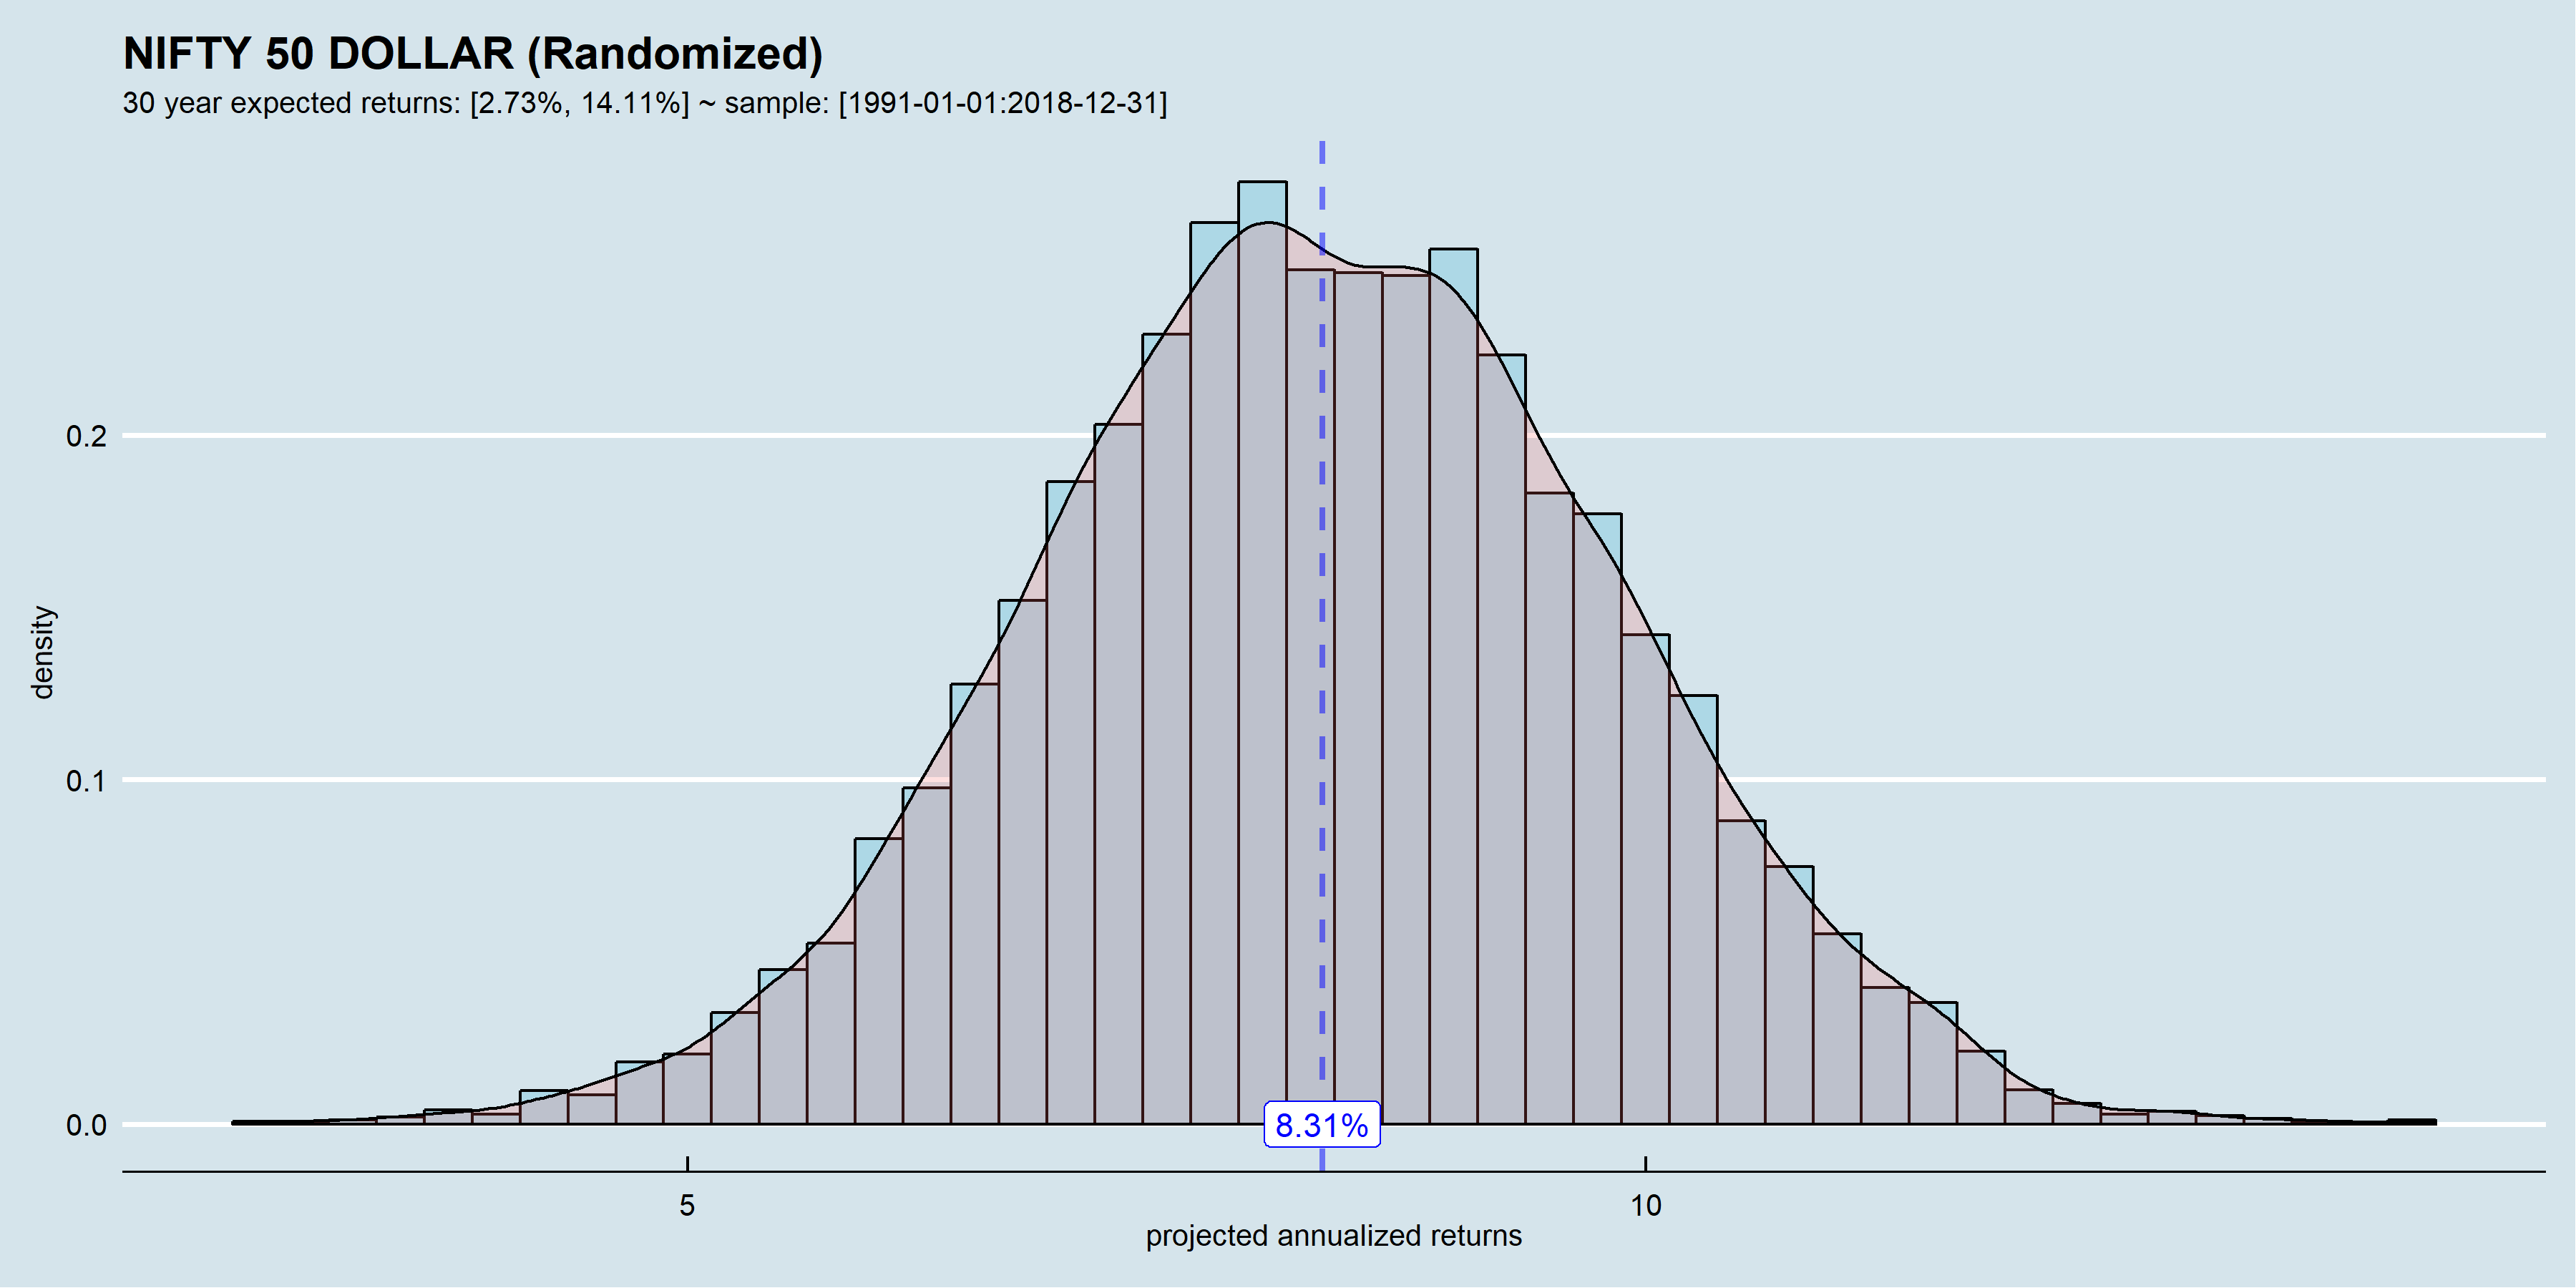 NIFTY 50 DOLLAR (Randomized)
30 year expected returns: [2.73%, 14.11%] ~ sample: [1991-01-01:2018-12-31]
0.2
density
0.1
0.0
8.31%
5
10
projected annualized returns